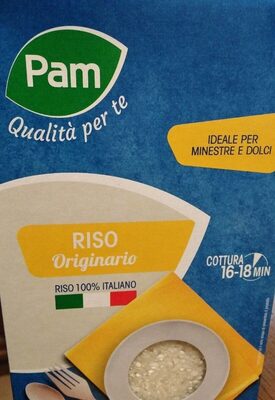 Pam
Qualità per te
IDEALE PER
MINESTRE E DOLCI
RISO
Originario
COTTURA
16-18 MIN
RISO 100% ITALIANO